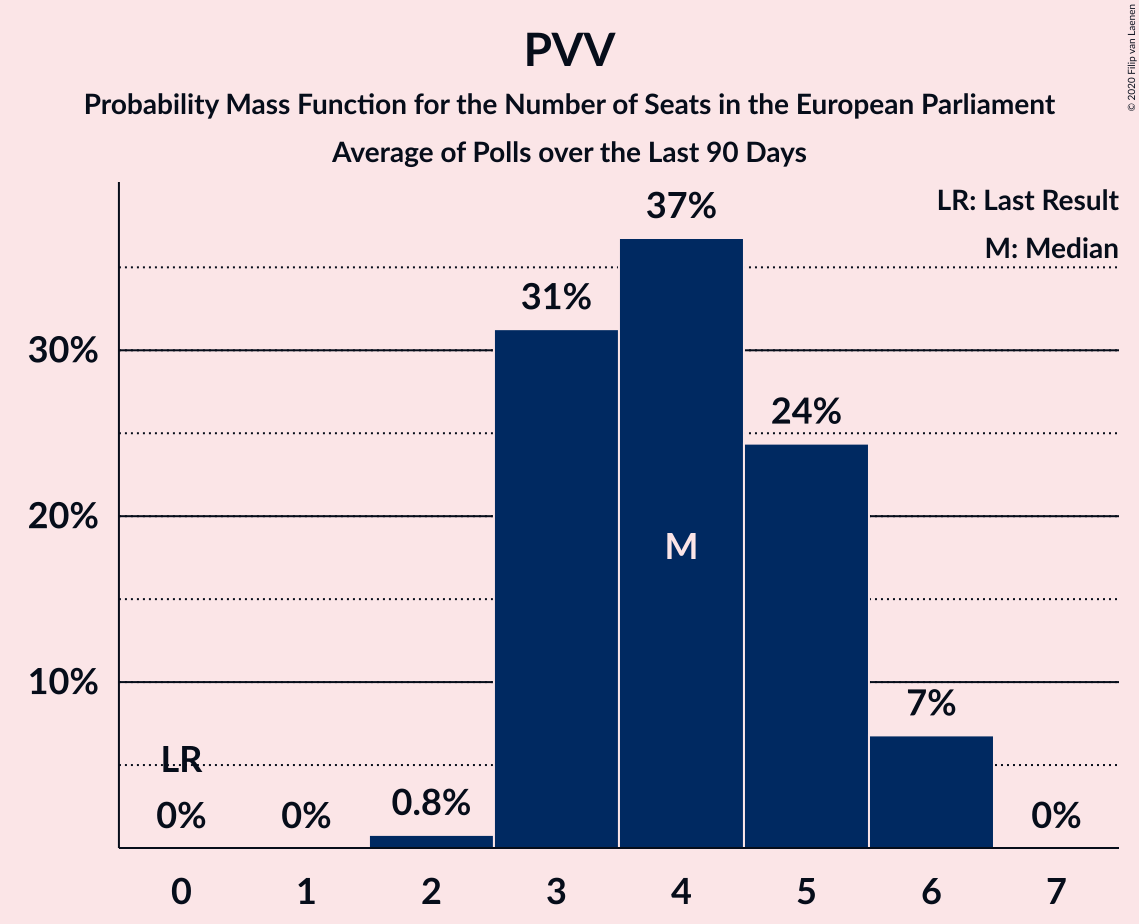 PVV
Probability Mass Function for the Number of Seats in the European Parliament
Average of Polls over the Last 90 Days
© 2020 Filip van Laenen
LR: Last Result
M: Median
37%
31%
30%
24%
20%
M
10%
7%
LR
0%
0%
0.8%
0%
0 1 2 3 4 5 6 7